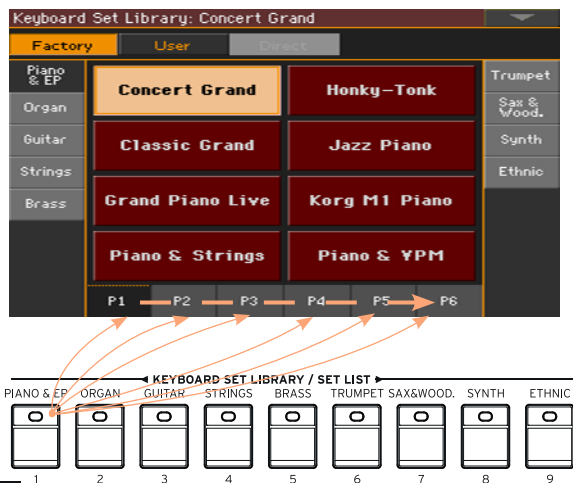 Keyboard Set Library: Concert Grand
Factory User Direct
Piano & EP
Organ
Guitar
Strings
Brass
Concert Grand Honky-Tonk
Classic Grand Jazz Piano
Grand Piano Live Korg M1 Piano
Piano & Strings Piano & YPM
Trumpet
Sax & Wood.
Synth
Ethnic
P1 P2 P3 P4 P5 P6
KEYBOARD SET LIBRARY / SET LIST
PIANO & EP ORGAN GUITAR STRINGS BRASS TRUMPET SAX&WOOD. SYNTH ETHNIC
1 2 3 4 5 6 7 8 9